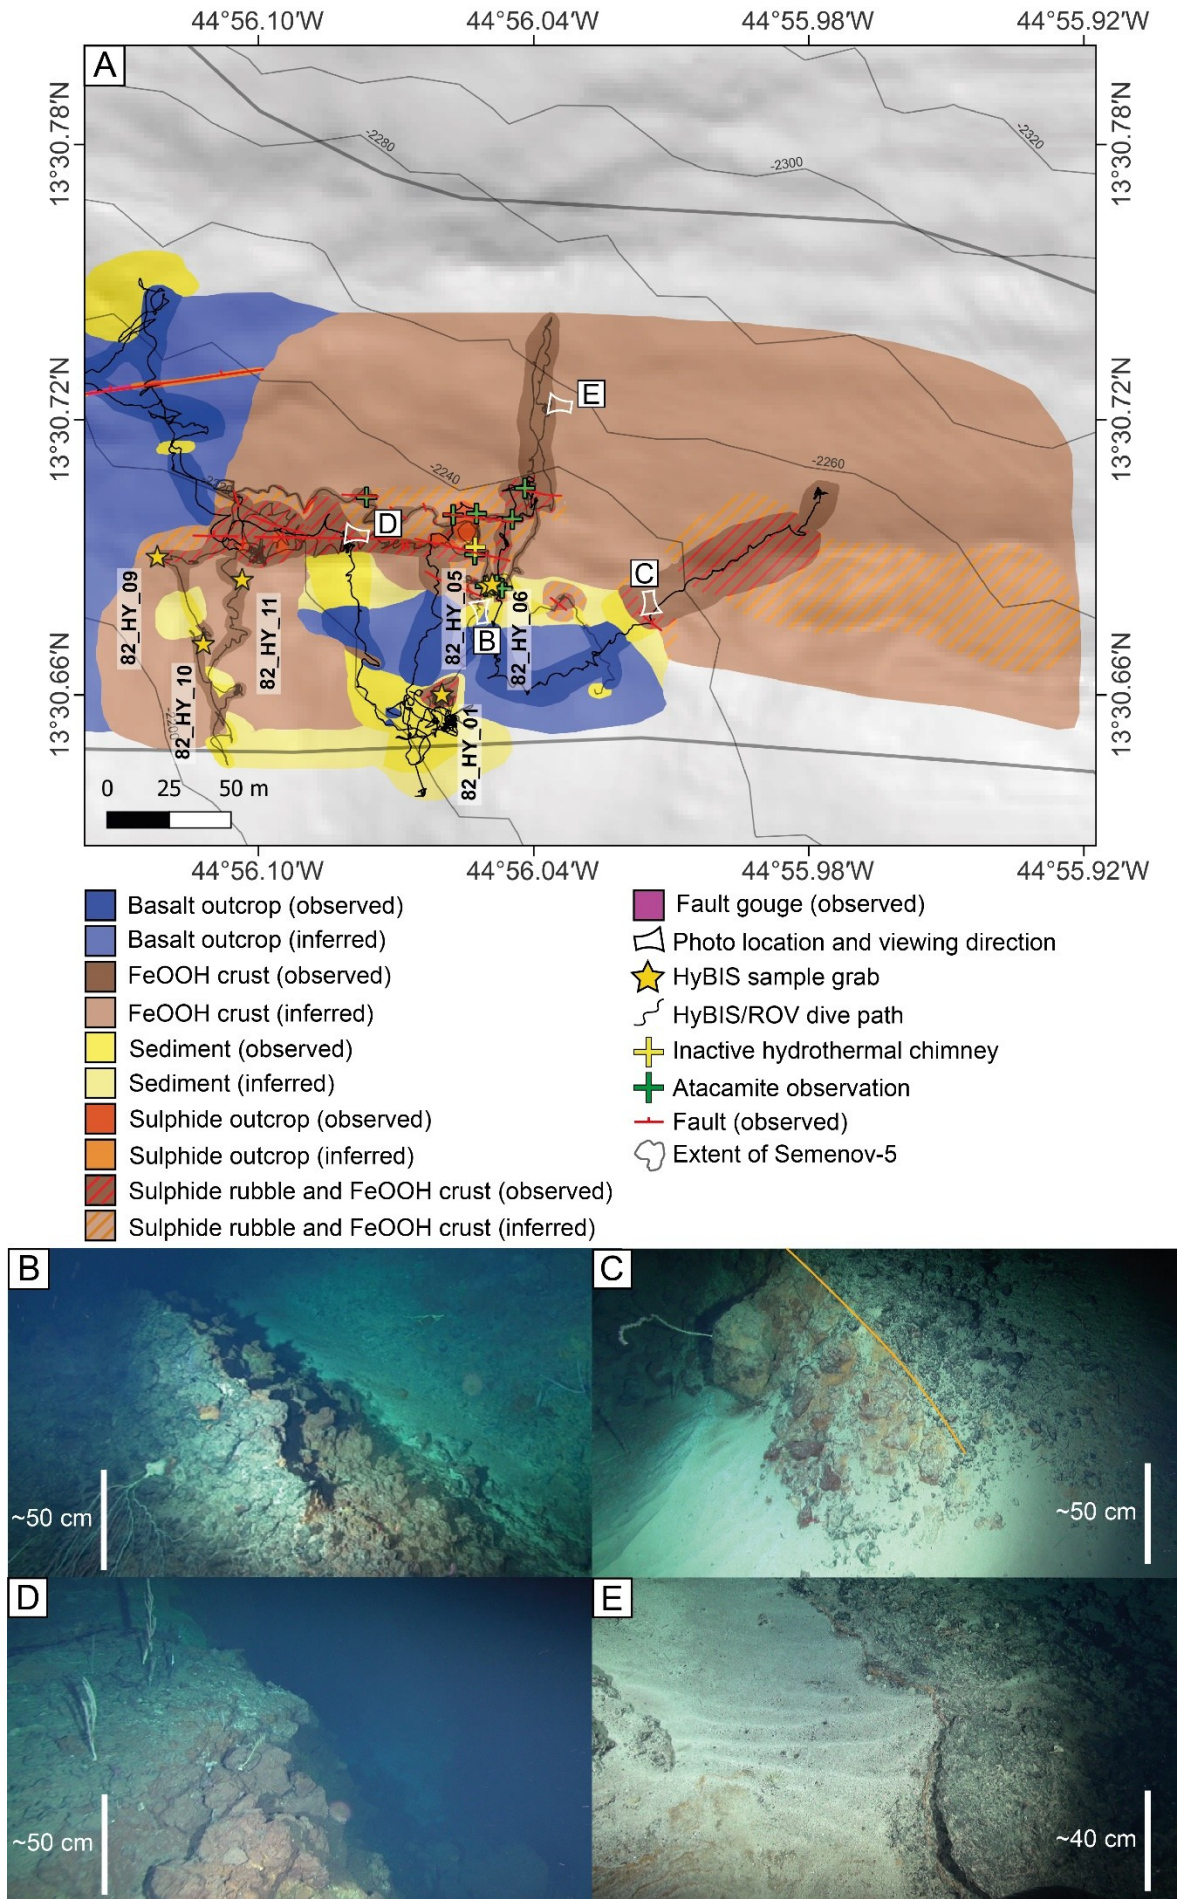 44°56.10′W 44°56.04′W 44°55.98′W 44°55.92′W
A
13°30.78′N
13°30.78′N
-2280
-2300
-2320
13°30.72′N
13°30.72′N
E
-2240
-2260
D
C
B
82_HY_09
82_HY_10
82_HY_11
82_HY_05
82_HY_06
82_HY_01
13°30.66′N
13°30.66′N
0 25 50 m
44°56.10′W 44°56.04′W 44°55.98′W 44°55.92′W
Basalt outcrop (observed)
Basalt outcrop (inferred)
FeOOH crust (observed)
FeOOH crust (inferred)
Sediment (observed)
Sediment (inferred)
Sulphide outcrop (observed)
Sulphide outcrop (inferred)
Sulphide rubble and FeOOH crust (observed)
Sulphide rubble and FeOOH crust (inferred)
Fault gouge (observed)
Photo location and viewing direction
HyBIS sample grab
HyBIS/ROV dive path
Inactive hydrothermal chimney
Atacamite observation
Fault (observed)
Extent of Semenov-5
B
~50 cm
C
~50 cm
D
~50 cm
E
~40 cm